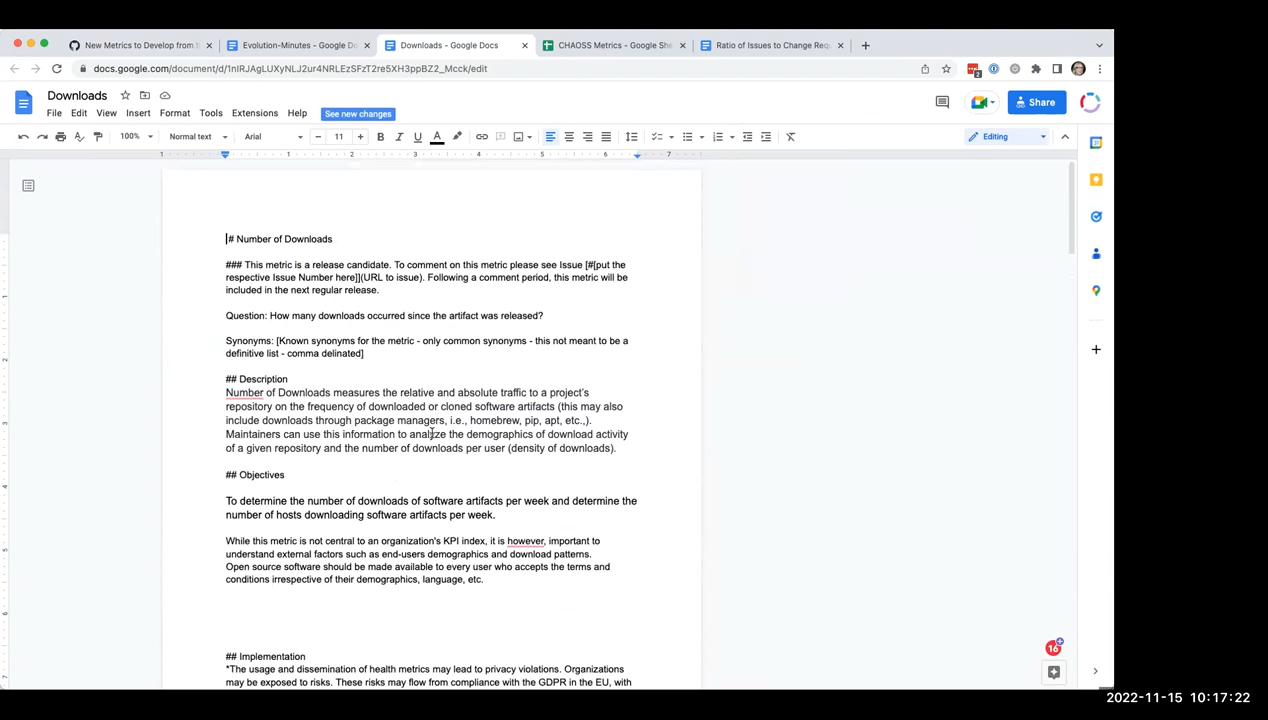 New Metrics to Develop from t
Evolution-Minutes - Google Do
Downloads - Google Docs
CHAOSS Metrics - Google She
Ratio of Issues to Change Requ
docs.google.com/document/d/1nIRJAgLUXyNLJ2ur4NRLEzSFzT2re5XH3ppBZ2_Mcck/edit
2
Downloads
File Edit View Insert Format Tools Extensions Help See new changes
Share
100% Normal text Arial 11 B I U A Editing
1 1 2 3 4 5 6 7
# Number of Downloads
### This metric is a release candidate. To comment on this metric please see Issue [#[put the
respective Issue Number here]](URL to issue). Following a comment period, this metric will be
included in the next regular release.
Question: How many downloads occurred since the artifact was released?
Synonyms: [Known synonyms for the metric - only common synonyms - this not meant to be a
definitive list - comma delinated]
## Description
Number of Downloads measures the relative and absolute traffic to a project's
repository on the frequency of downloaded or cloned software artifacts (this may also
include downloads through package managers, i.e., homebrew, pip, apt, etc.,).
Maintainers can use this information to analyze the demographics of download activity
of a given repository and the number of downloads per user (density of downloads).
## Objectives
To determine the number of downloads of software artifacts per week and determine the
number of hosts downloading software artifacts per week.
While this metric is not central to an organization's KPI index, it is however, important to
understand external factors such as end-users demographics and download patterns.
Open source software should be made available to every user who accepts the terms and
conditions irrespective of their demographics, language, etc.
## Implementation
*The usage and dissemination of health metrics may lead to privacy violations. Organizations
may be exposed to risks. These risks may flow from compliance with the GDPR in the EU, with
16
2022-11-15 10:17:22